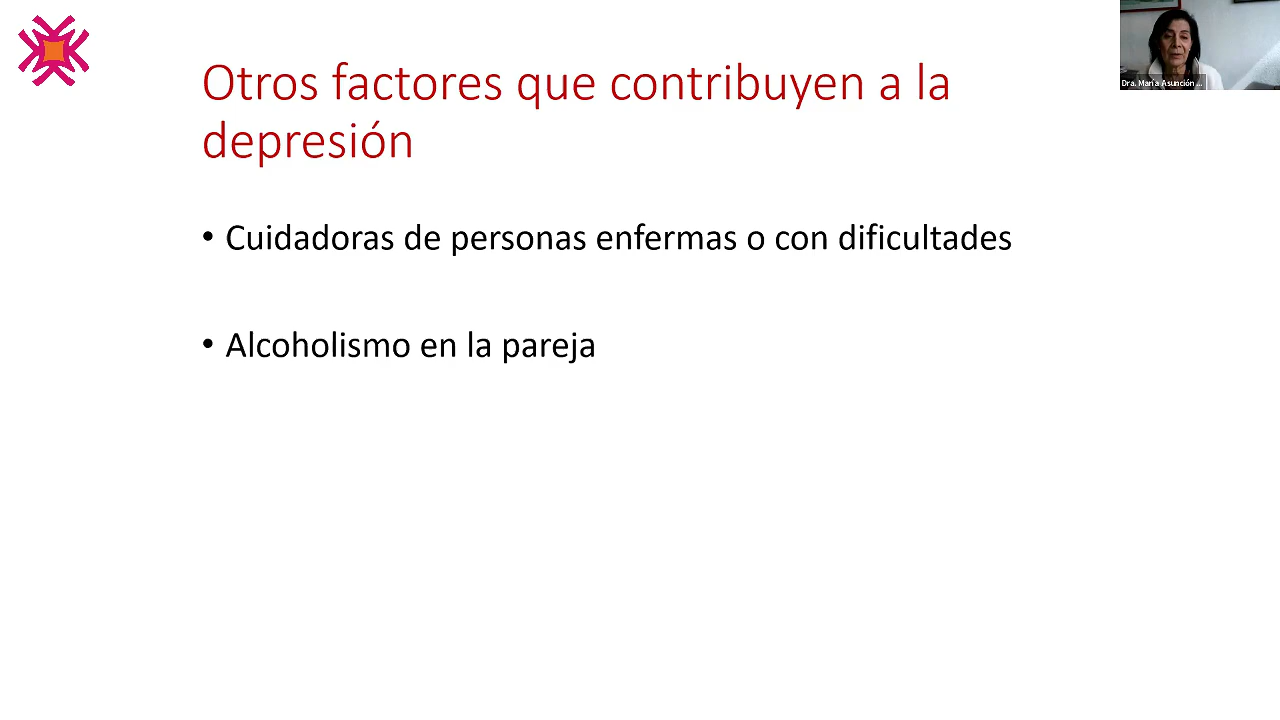 Otros factores que contribuyen a la
depresión
• Cuidadoras de personas enfermas o con dificultades
• Alcoholismo en la pareja
Dra. María Asunción ...